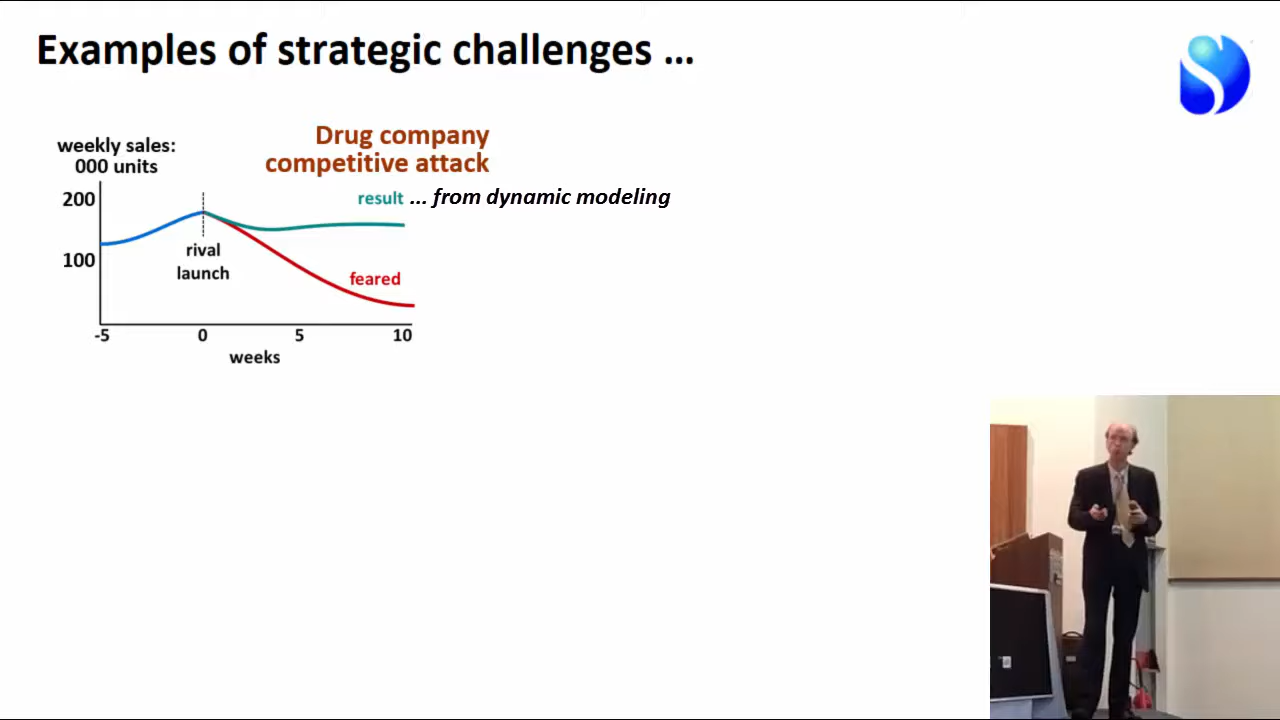 Examples of strategic challenges ...
Drug company
competitive attack
weekly sales:
000 units
200
result ... from dynamic modeling
rival
launch
100
feared
-5 0 5 10
weeks